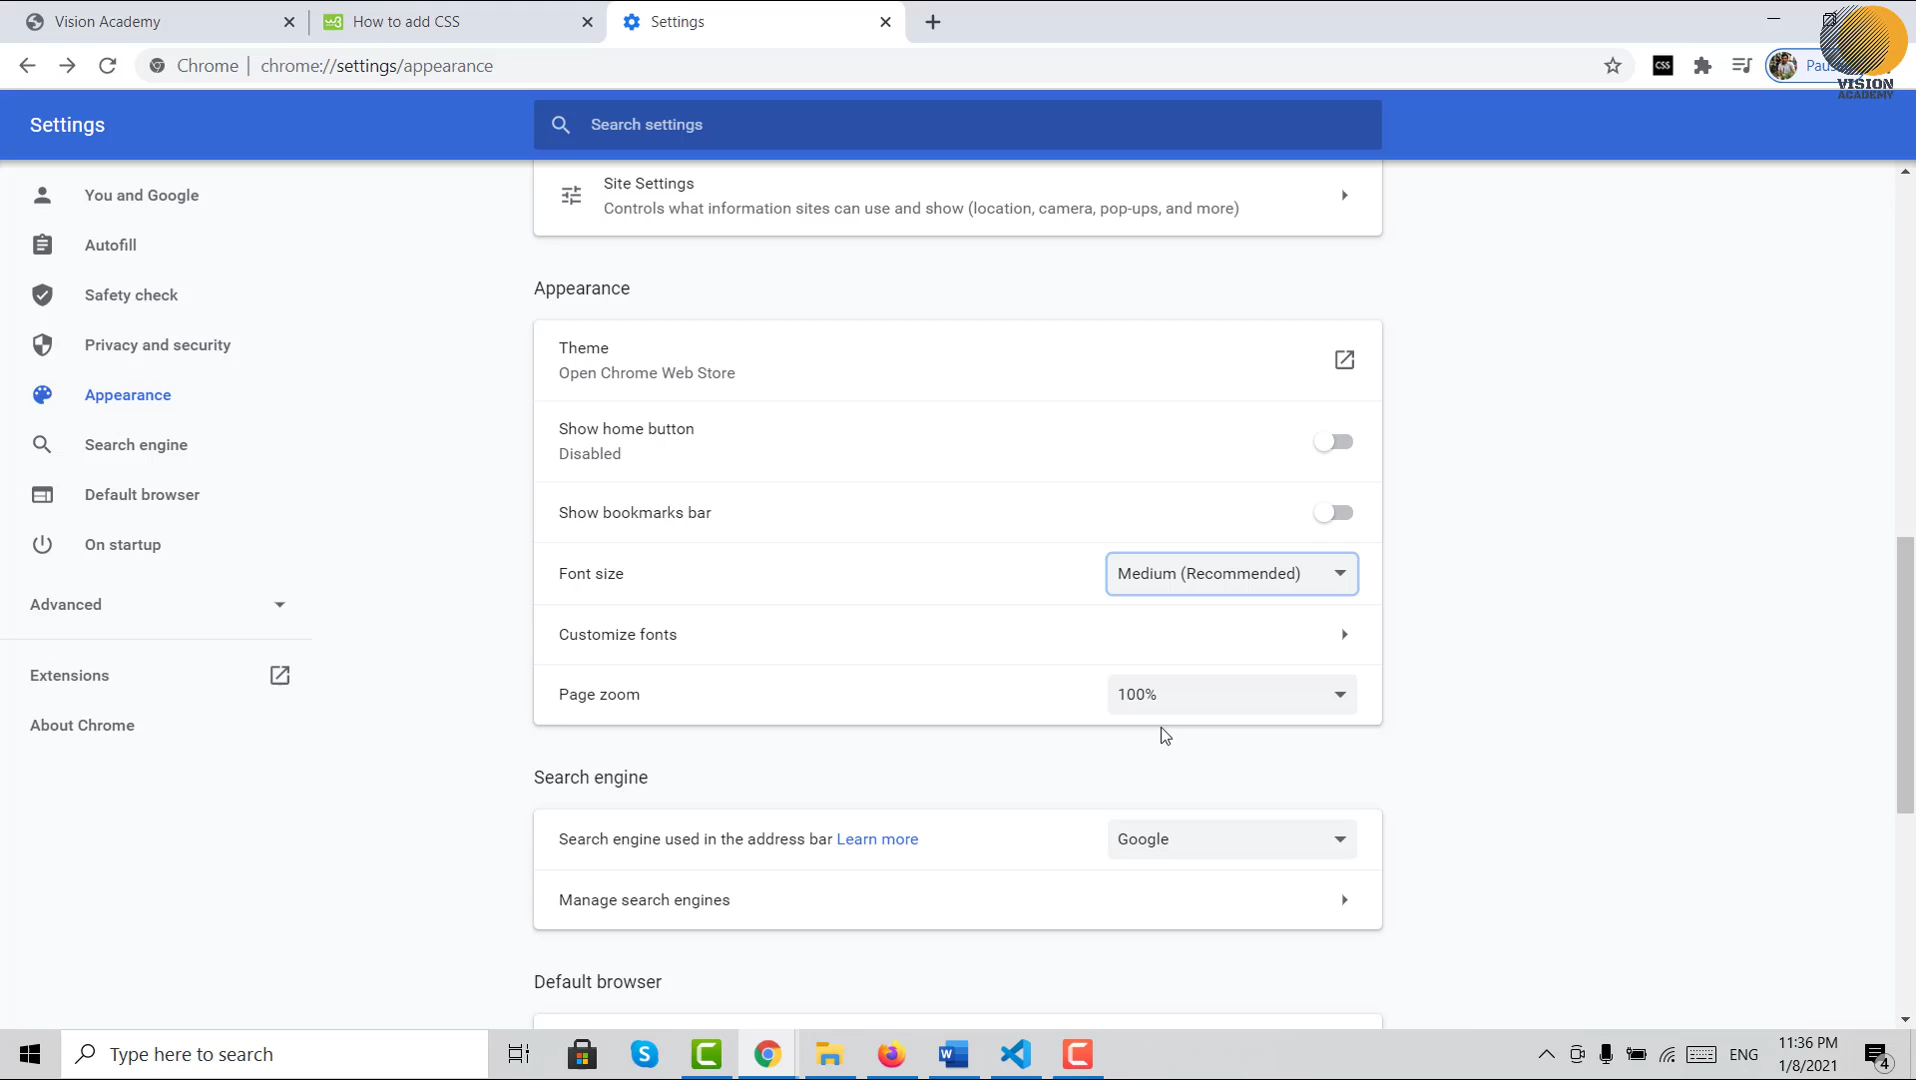 Vision Academy
How to add CSS
Settings
Chrome
chrome://settings/appearance
CSS
VISION
ACADEMY
Settings
Search settings
You and Google
Autofill
Safety check
Privacy and security
Appearance
Search engine
Default browser
On startup
Advanced
Extensions
About Chrome
Site Settings
Controls what information sites can use and show (location, camera, pop-ups, and more)
Appearance
Theme
Open Chrome Web Store
Show home button
Disabled
Show bookmarks bar
Font size
Medium (Recommended)
Customize fonts
Page zoom
100%
Search engine
Search engine used in the address bar Learn more
Google
Manage search engines
Default browser
Type here to search
ENG
11:36 PM
1/8/2021
4